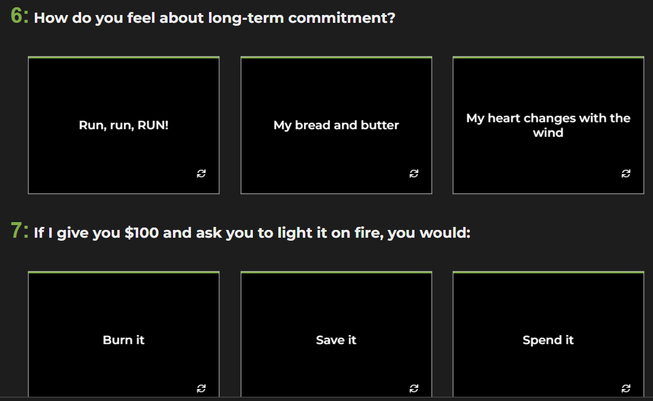 6: How do you feel about long-term commitment?
Run, run, RUN!
My bread and butter
My heart changes with the
wind
7: If I give you $100 and ask you to light it on fire, you would:
Burn it
Save it
Spend it